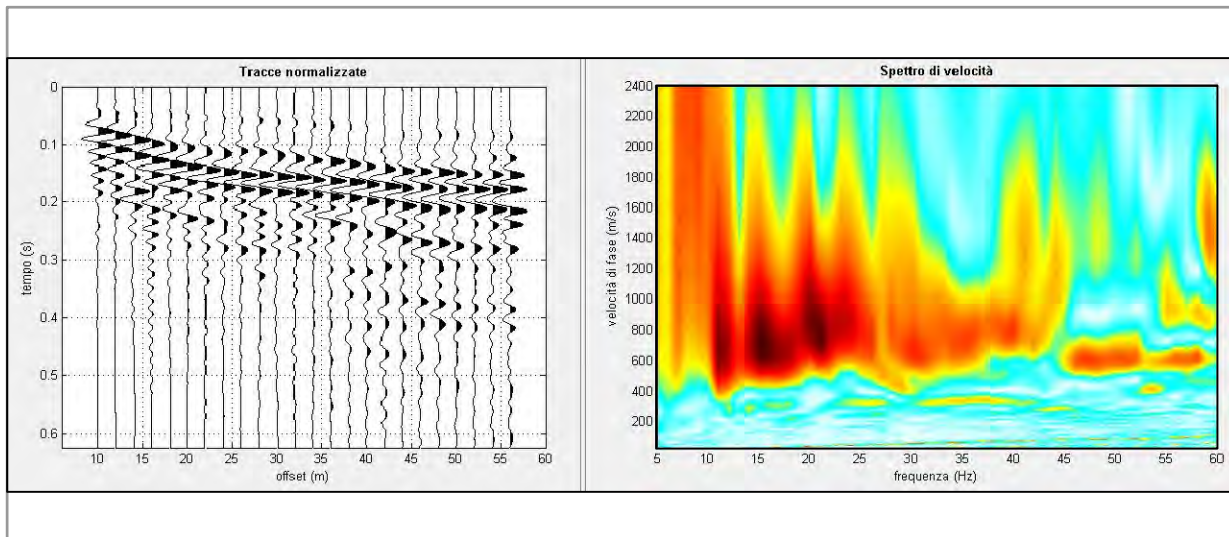 Tracce normalizzate
0
0.1
0.2
0.3
0.4
0.5
0.6
tempo (s)
10 15 20 25 30 35 40 45 50 55 60
offset (m)
Spettro di velocità
2400
2200
2000
1800
1600
1400
1200
1000
800
600
400
200
velocità di fase (m/s)
5 10 15 20 25 30 35 40 45 50 55 60
frequenza (Hz)